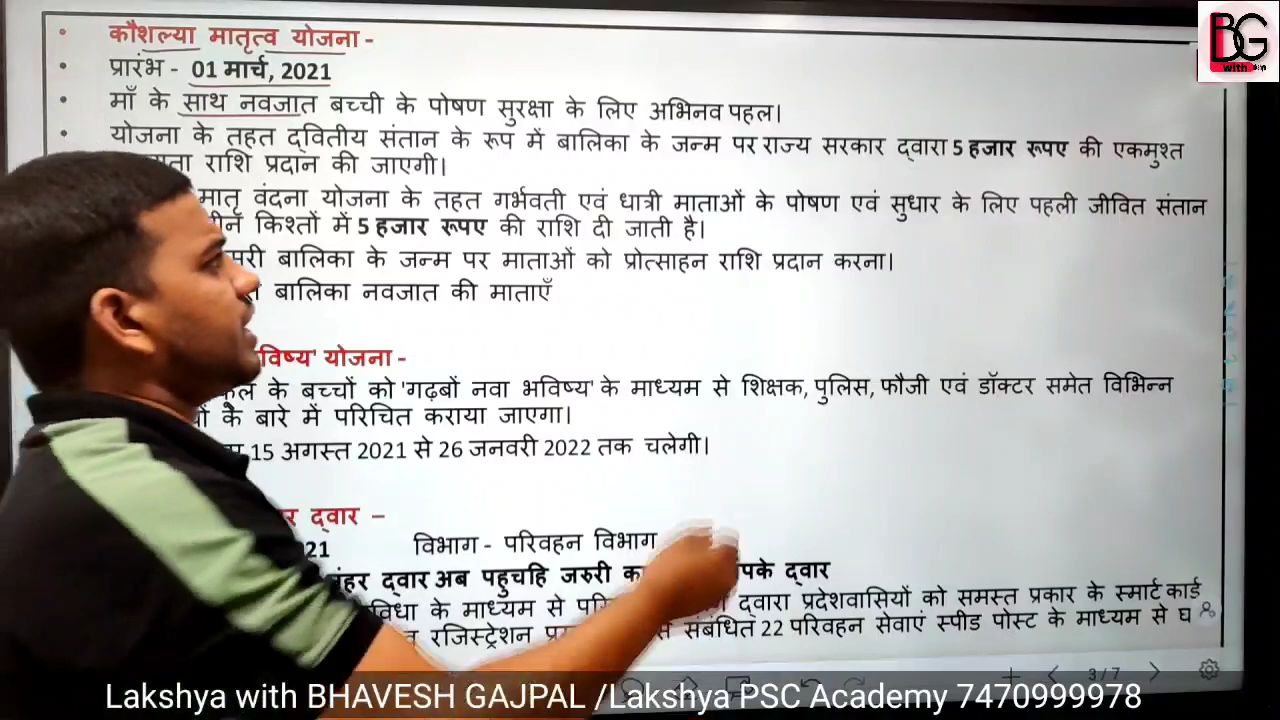 कौशल्या मातृत्व योजना -
प्रारंभ - 01 मार्च, 2021
माँ के साथ नवजात बच्ची के पोषण सुरक्षा के लिए अभिनव पहल।
योजना के तहत द्वितीय संतान के रूप में बालिका के जन्म पर राज्य सरकार द्वारा 5 हजार रूपए की एकमुश्त
राशि प्रदान की जाएगी।
मातृ वंदना योजना के तहत गर्भवती एवं धात्री माताओं के पोषण एवं सुधार के लिए पहली जीवित संतान
किश्तों में 5 हजार रूपए की राशि दी जाती है।
बालिका के जन्म पर माताओं को प्रोत्साहन राशि प्रदान करना।
बालिका नवजात की माताएँ
योजना -
के बच्चों को 'गढ़बों नवा भविष्य' के माध्यम से शिक्षक, पुलिस, फौजी एवं डॉक्टर समेत विभिन्न
के बारे में परिचित कराया जाएगा।
15 अगस्त 2021 से 26 जनवरी 2022 तक चलेगी।
द्वार –
विभाग - परिवहन विभाग
द्वार अब पहुचहि जरुरी द्वार
के माध्यम से द्वारा प्रदेशवासियों को समस्त प्रकार के स्मार्ट कार्ड
रजिस्ट्रेशन संबंधित 22 परिवहन सेवाएं स्पीड पोस्ट के माध्यम से घ
3/7
BG
with
Lakshya with BHAVESH GAJPAL /Lakshya PSC Academy 7470999978